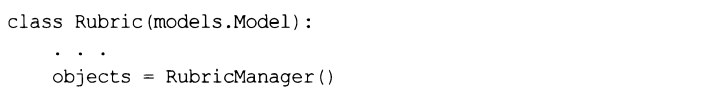 class Rubric(models.Model):
    . . .
    objects = RubricManager()